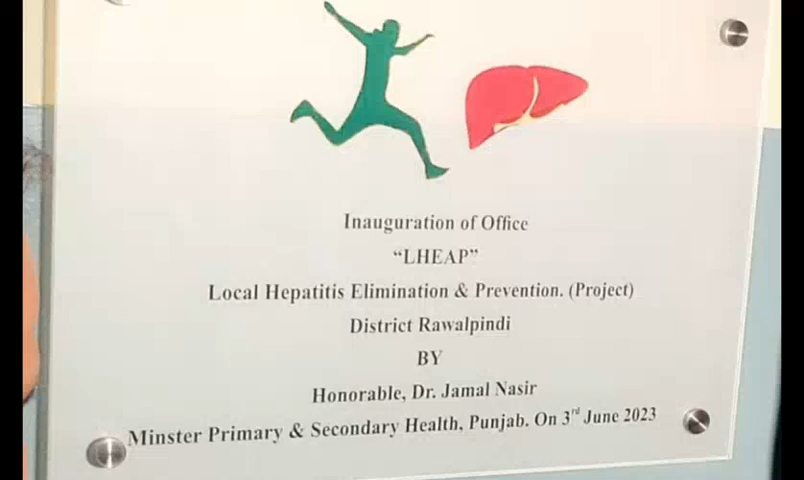 Inauguration of Office
“LHEAP”
Local Hepatitis Elimination & Prevention. (Project)
District Rawalpindi
BY
Honorable, Dr. Jamal Nasir
Minster Primary & Secondary Health, Punjab. On 3rd June 2023